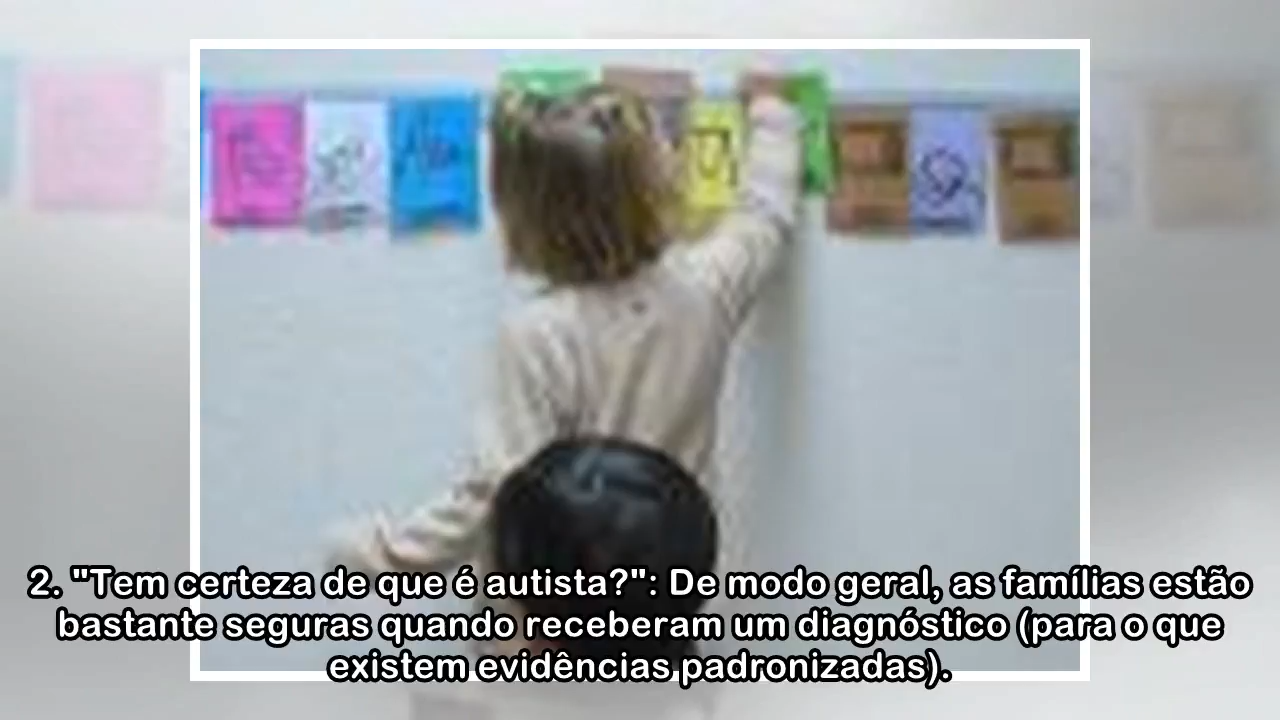 2. "Tem certeza de que é autista?": De modo geral, as famílias estão
bastante seguras quando receberam um diagnóstico (para o que
existem evidências padronizadas).